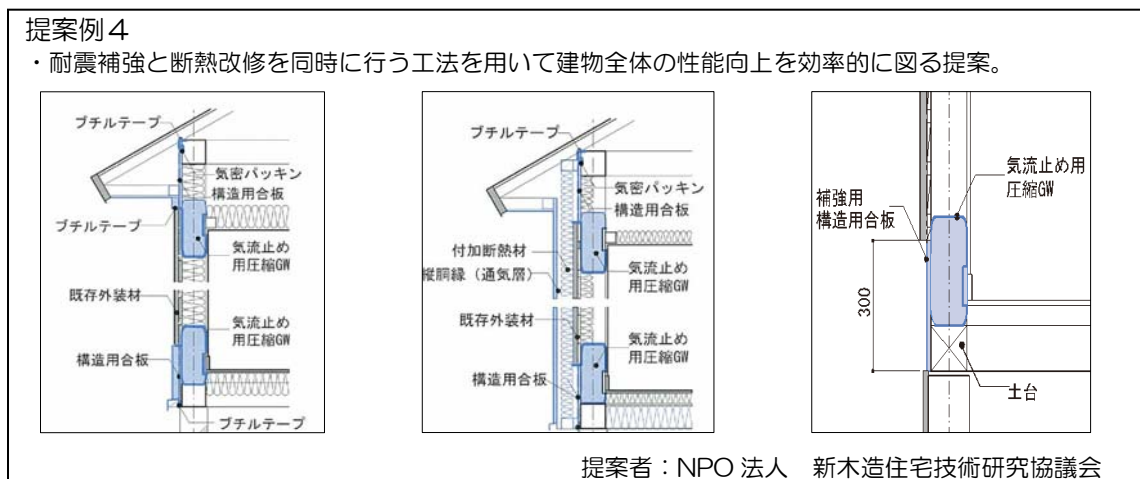 提案例４
・耐震補強と断熱改修を同時に行う工法を用いて建物全体の性能向上を効率的に図る提案。
ブチルテープ
気密パッキン
構造用合板
ブチルテープ
気流止め
用圧縮GW
既存外装材
気流止め
用圧縮GW
構造用合板
ブチルテープ
ブチルテープ
気密パッキン
構造用合板
付加断熱材
縦胴縁（通気層）
気流止め
用圧縮GW
既存外装材
気流止め
用圧縮GW
構造用合板
気流止め用
圧縮GW
補強用
構造用合板
300
土台
提案者：NPO 法人　新木造住宅技術研究協議会